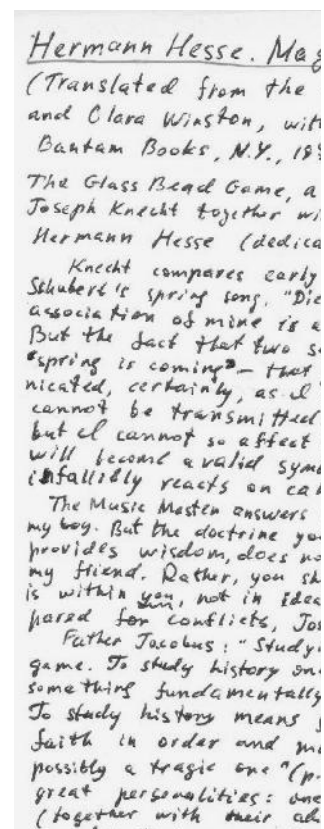 Hermann Hesse. Mag
(Translated from the
and Clara Winston, with
Bantam Books, N.Y., 19
The Glass Bead Game, a
Joseph Knecht together wi
Hermann Hesse (dedica
Knecht compares early
Schubert's spring song, "Die
association of mine is a
But the fact that two s
"spring is coming" – that
nicated, certainly, as I
cannot be transmitted
but I cannot so affect
will become a valid symb
infallibly reacts on ca
The Music Master answers
my boy. But the doctrine you
provides wisdom, does no
my friend. Rather, you sh
is within you, not in idea
pared for conflicts, Jos
Father Jacobus: "Study
game. To study history one
something fundamentally
To study history means s
faith in order and me
possibly a tragic one" (p.
great personalities: one
(together with their ab